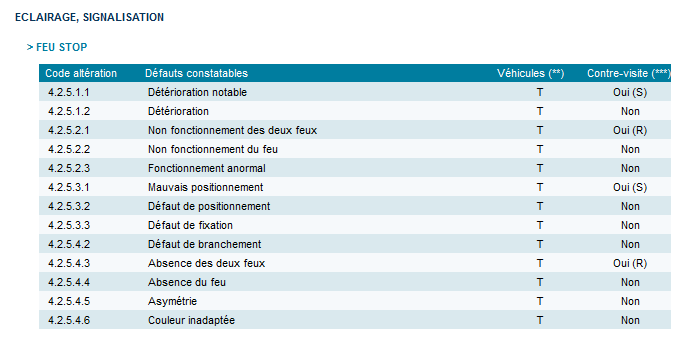 ECLAIRAGE, SIGNALISATION
> FEU STOP
Code altération Défauts constatables Véhicules (**) Contre-visite (***)
4.2.5.1.1 Détérioration notable T Oui (S)
4.2.5.1.2 Détérioration T Non
4.2.5.2.1 Non fonctionnement des deux feux T Oui (R)
4.2.5.2.2 Non fonctionnement du feu T Non
4.2.5.2.3 Fonctionnement anormal T Non
4.2.5.3.1 Mauvais positionnement T Oui (S)
4.2.5.3.2 Défaut de positionnement T Non
4.2.5.3.3 Défaut de fixation T Non
4.2.5.4.2 Défaut de branchement T Non
4.2.5.4.3 Absence des deux feux T Oui (R)
4.2.5.4.4 Absence du feu T Non
4.2.5.4.5 Asymétrie T Non
4.2.5.4.6 Couleur inadaptée T Non